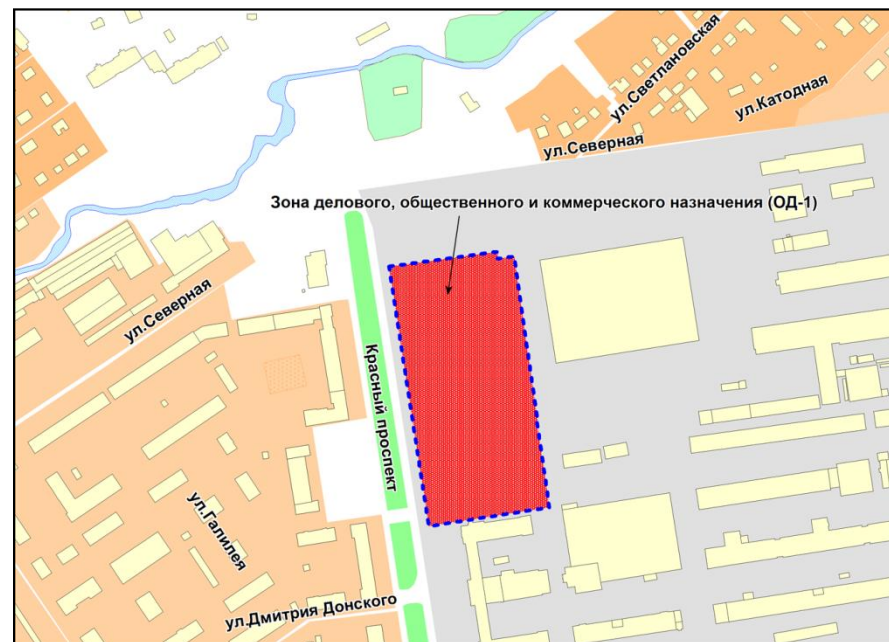 ул.Светлановская
ул.Катодная
ул.Северная
Зона делового, общественного и коммерческого назначения (ОД-1)
ул.Северная
Красный проспект
ул.Галилея
ул.Дмитрия Донского